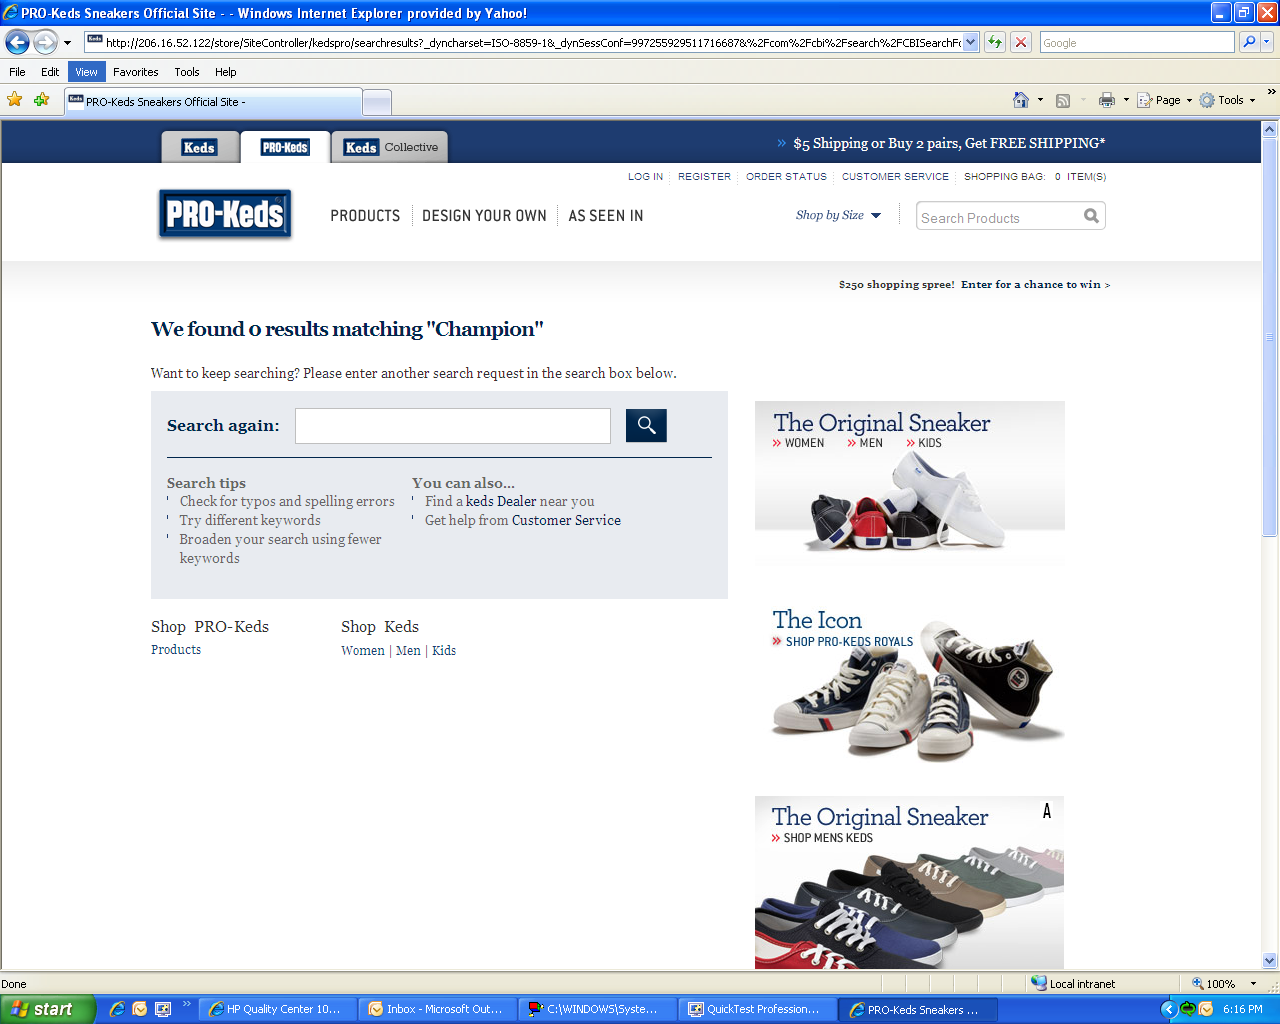 PRO-Keds Sneakers Official Site - - Windows Internet Explorer provided by Yahoo!
http://206.16.52.122/store/SiteController/kedspro/searchresults?_dyncharset=ISO-8859-1&_dynSessConf=997255929511716687&%2Fcom%2Fcbi%2Fsearch%2FCBISearchFo
Google
File Edit View Favorites Tools Help
Keds PRO-Keds Sneakers Official Site -
Page Tools »
Keds PRO-Keds Keds Collective
» $5 Shipping or Buy 2 pairs, Get FREE SHIPPING*
LOG IN REGISTER ORDER STATUS CUSTOMER SERVICE SHOPPING BAG: 0 ITEM(S)
PRO-Keds
PRODUCTS DESIGN YOUR OWN AS SEEN IN
Shop by Size
Search Products
$250 shopping spree! Enter for a chance to win >
We found 0 results matching "Champion"
Want to keep searching? Please enter another search request in the search box below.
Search again:
Search tips
Check for typos and spelling errors
Try different keywords
Broaden your search using fewer
keywords
You can also...
Find a keds Dealer near you
Get help from Customer Service
Shop PRO-Keds
Products
Shop Keds
Women | Men | Kids
The Original Sneaker
» WOMEN » MEN » KIDS
The Icon
» SHOP PRO-KEDS ROYALS
The Original Sneaker
A
» SHOP MENS KEDS
Done
Local intranet
100%
start
»
HP Quality Center 10...
Inbox - Microsoft Out...
C:\WINDOWS\Syste...
QuickTest Profession...
PRO-Keds Sneakers ...
6:16 PM